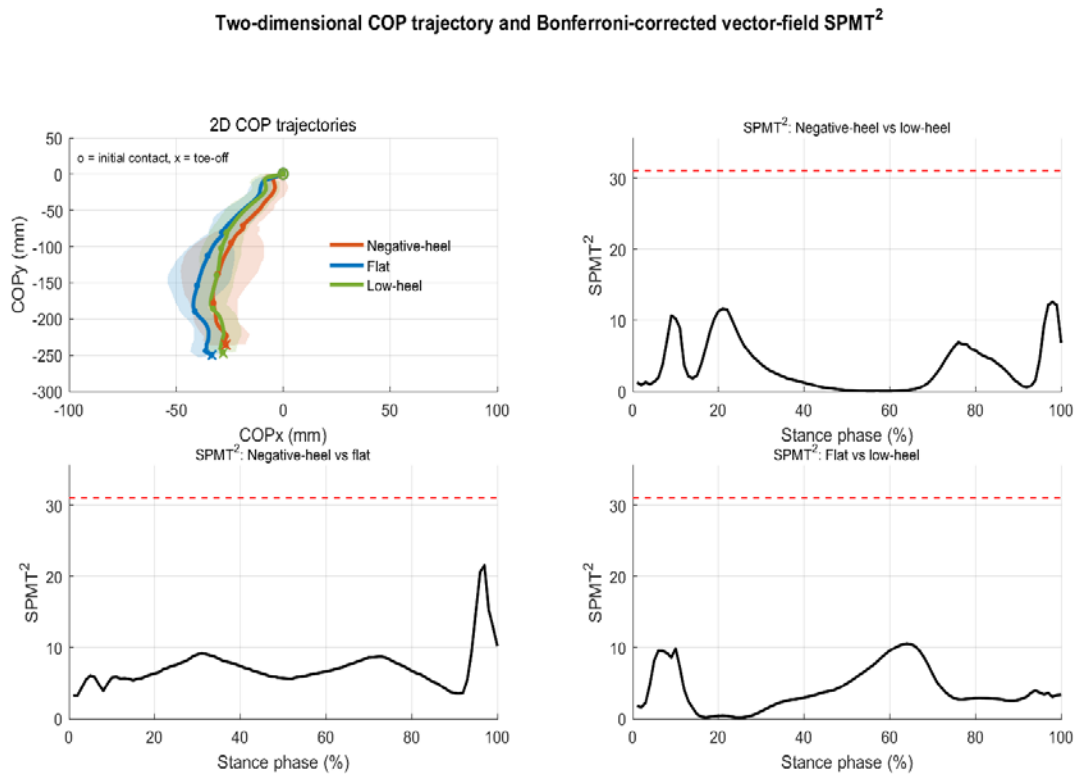 Two-dimensional COP trajectory and Bonferroni-corrected vector-field SPMT²
2D COP trajectories
o = initial contact, x = toe-off
50
0
-50
-100
-150
-200
-250
-300
COPy (mm)
Negative-heel
Flat
Low-heel
-100 -50 0 50 100
COPx (mm)
SPMT²: Negative-heel vs low-heel
30
20
10
0
SPMT²
0 20 40 60 80 100
Stance phase (%)
SPMT²: Negative-heel vs flat
30
20
10
0
SPMT²
0 20 40 60 80 100
Stance phase (%)
SPMT²: Flat vs low-heel
30
20
10
0
SPMT²
0 20 40 60 80 100
Stance phase (%)